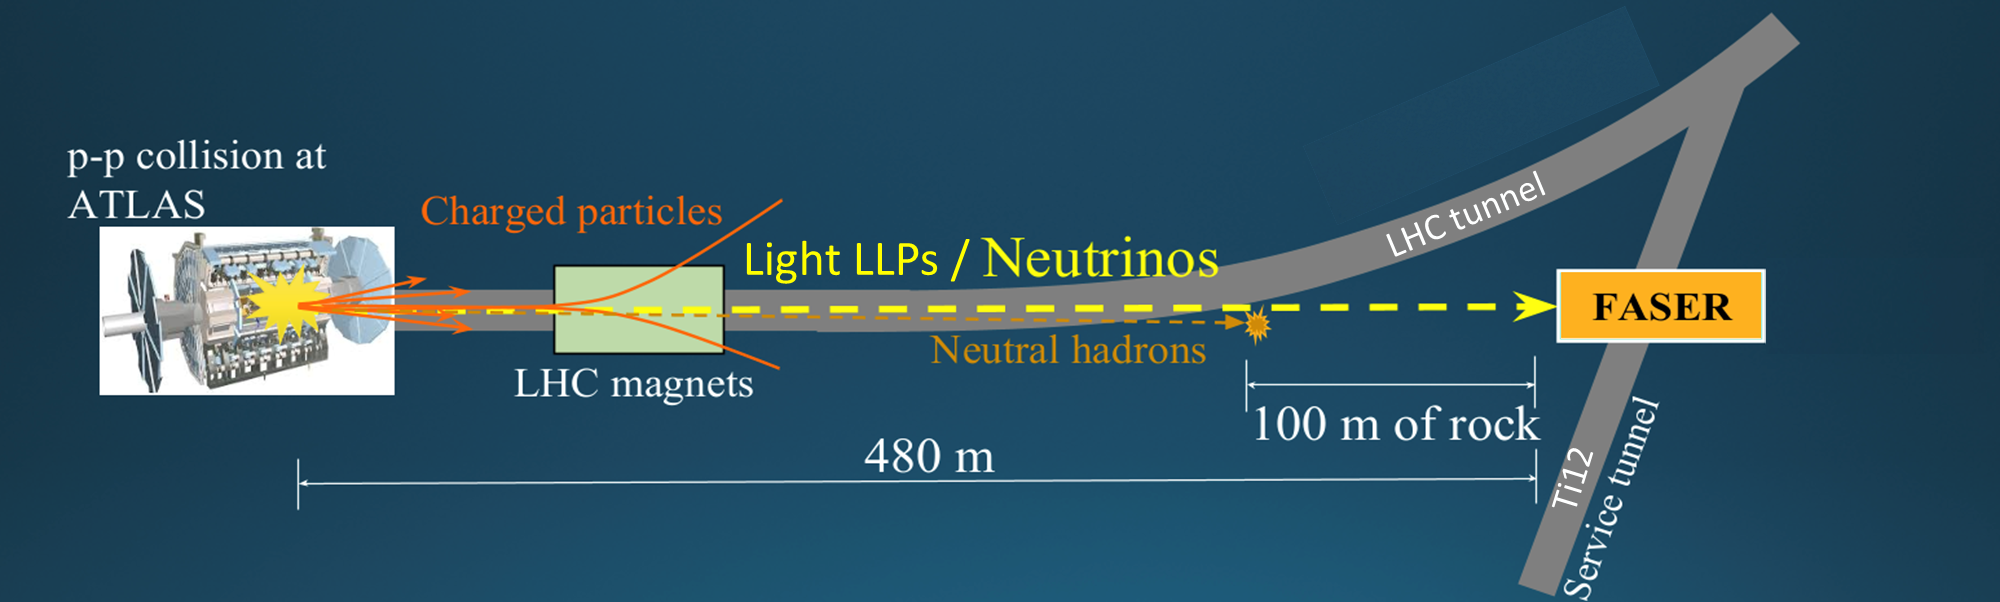 p-p collision at
ATLAS
Charged particles
Light LLPs / Neutrinos
LHC tunnel
FASER
Neutral hadrons
LHC magnets
100 m of rock
480 m
Ti12
Service tunnel